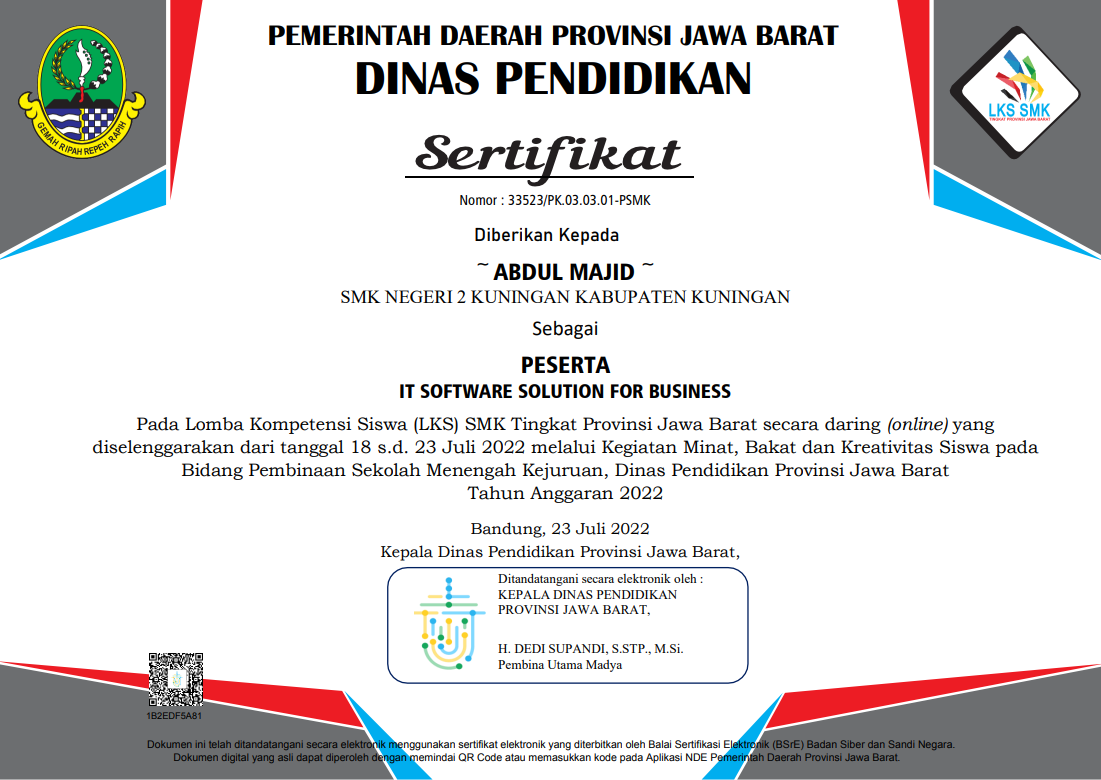 PEMERINTAH DAERAH PROVINSI JAWA BARAT
DINAS PENDIDIKAN
GEMAH RIPAH REPEH RAPIH
LKS SMK
TINGKAT PROVINSI JAWA BARAT
Sertifikat
Nomor : 33523/PK.03.03.01-PSMK
Diberikan Kepada
~ ABDUL MAJID ~
SMK NEGERI 2 KUNINGAN KABUPATEN KUNINGAN
Sebagai
PESERTA
IT SOFTWARE SOLUTION FOR BUSINESS
Pada Lomba Kompetensi Siswa (LKS) SMK Tingkat Provinsi Jawa Barat secara daring (online) yang
diselenggarakan dari tanggal 18 s.d. 23 Juli 2022 melalui Kegiatan Minat, Bakat dan Kreativitas Siswa pada
Bidang Pembinaan Sekolah Menengah Kejuruan, Dinas Pendidikan Provinsi Jawa Barat
Tahun Anggaran 2022
Bandung, 23 Juli 2022
Kepala Dinas Pendidikan Provinsi Jawa Barat,
Ditandatangani secara elektronik oleh :
KEPALA DINAS PENDIDIKAN
PROVINSI JAWA BARAT,
H. DEDI SUPANDI, S.STP., M.Si.
Pembina Utama Madya
1B2EDF5A81
Dokumen ini telah ditandatangani secara elektronik menggunakan sertifikat elektronik yang diterbitkan oleh Balai Sertifikasi Elektronik (BSrE) Badan Siber dan Sandi Negara.
Dokumen digital yang asli dapat diperoleh dengan memindai QR Code atau memasukkan kode pada Aplikasi NDE Pemerintah Daerah Provinsi Jawa Barat.